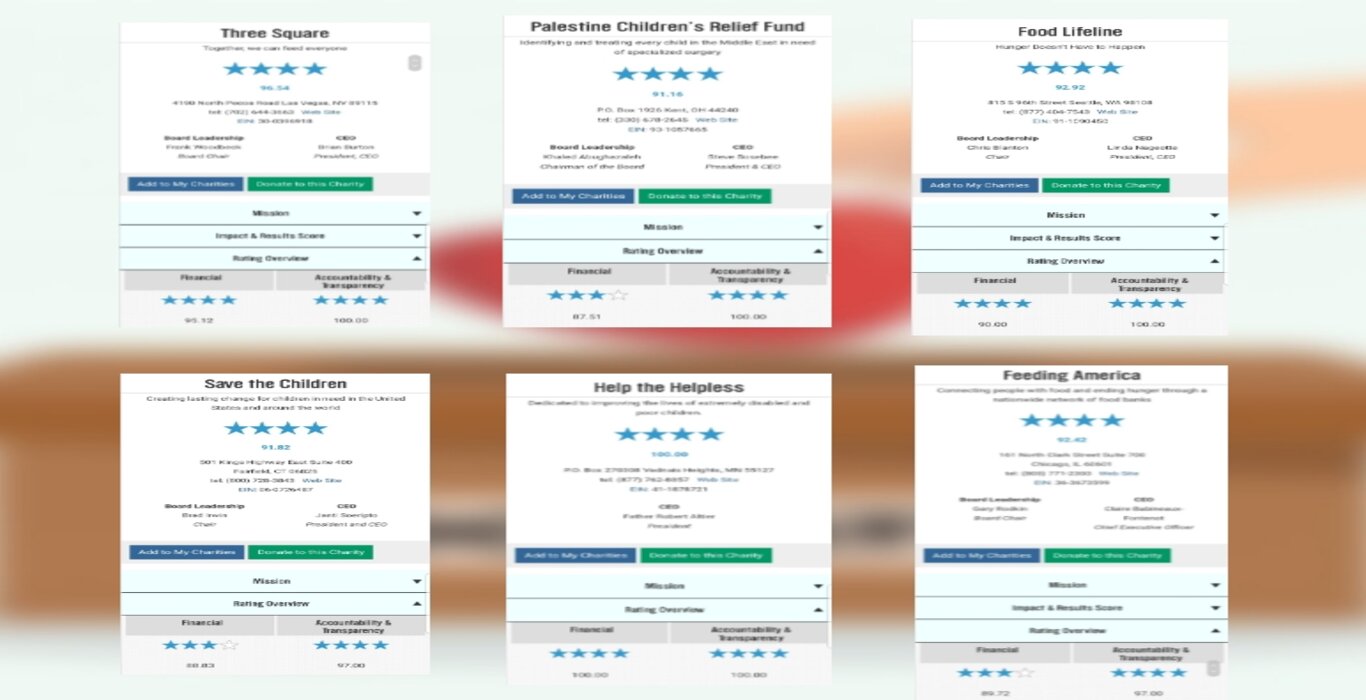 Three Square
Together, we can feed everyone
96.54
4190 North Pecos Road Las Vegas, NV 89115
tel: (702) 644-3663 Web Site
EIN:
Board Leadership CEO
Frank Woodbeck Brian Burton
Board Chair President, CEO
Add to My Charities Donate to this Charity
Mission
Impact & Results Score
Rating Overview
Financial Accountability &
Transparency
95.12 100.00
Palestine Children's Relief Fund
Identifying and treating every child in the Middle East in need
of specialized surgery
91.16
P.O. Box 1926 Kent, OH 44240
tel: (330) 678-2645 Web Site
EIN: 93-1057665
Board Leadership CEO
Khaled Abughazaleh Steve Sosebee
Chairman of the Board President & CEO
Add to My Charities Donate to this Charity
Mission
Rating Overview
Financial Accountability &
Transparency
87.51 100.00
Food Lifeline
Hunger Doesn't Have to Happen
92.92
815 S 96th Street Seattle, WA 98108
tel: (877) 404-7543 Web Site
EIN: 91-1090450
Board Leadership CEO
Chris Blanton Linda Nageotte
Chair President, CEO
Add to My Charities Donate to this Charity
Mission
Impact & Results Score
Rating Overview
Financial Accountability &
Transparency
90.00 100.00
Save the Children
Creating lasting change for children in need in the United
States and around the world
91.82
501 Kings Highway East Suite 400
Fairfield, CT
tel: (800) 728-3843 Web Site
EIN: 06-0726487
Board Leadership CEO
Brad Irwin Janti Soeripto
Chair President and CEO
Add to My Charities Donate to this Charity
Mission
Rating Overview
Financial Accountability &
Transparency
88.83 97.00
Help the Helpless
Dedicated to improving the lives of extremely disabled and
poor children.
100.00
P.O. Box 270308 Vadnais Heights, MN 55127
tel: (877) 762-8857 Web Site
EIN: 41-1878721
CEO
Father Robert Altier
President
Add to My Charities Donate to this Charity
Mission
Rating Overview
Financial Accountability &
Transparency
100.00 100.00
Feeding America
Connecting people with food and ending hunger through a
nationwide network of food banks
92.42
161 North Clark Street Suite 700
Chicago, IL 60601
tel: (800) 771-2303 Web Site
EIN: 36-3673599
Board Leadership CEO
Gary Rodkin Claire Babineaux-
Board Chair Fontenot
Chief Executive Officer
Add to My Charities Donate to this Charity
Mission
Impact & Results Score
Rating Overview
Financial Accountability &
Transparency
89.72 97.00